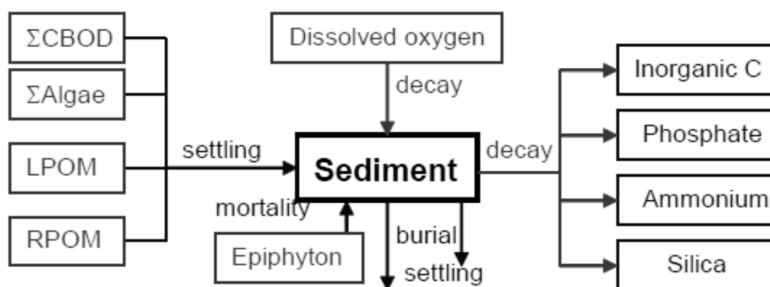 ΣCBOD
ΣAlgae
LPOM
RPOM
settling
Dissolved oxygen
decay
Sediment
mortality
Epiphyton
burial
settling
decay
Inorganic C
Phosphate
Ammonium
Silica